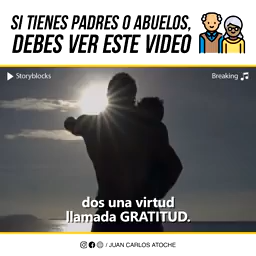 SI TIENES PADRES O ABUELOS,
DEBES VER ESTE VIDEO
Storyblocks
Breaking
dos una virtud
llamada GRATITUD.
/ JUAN CARLOS ATOCHE